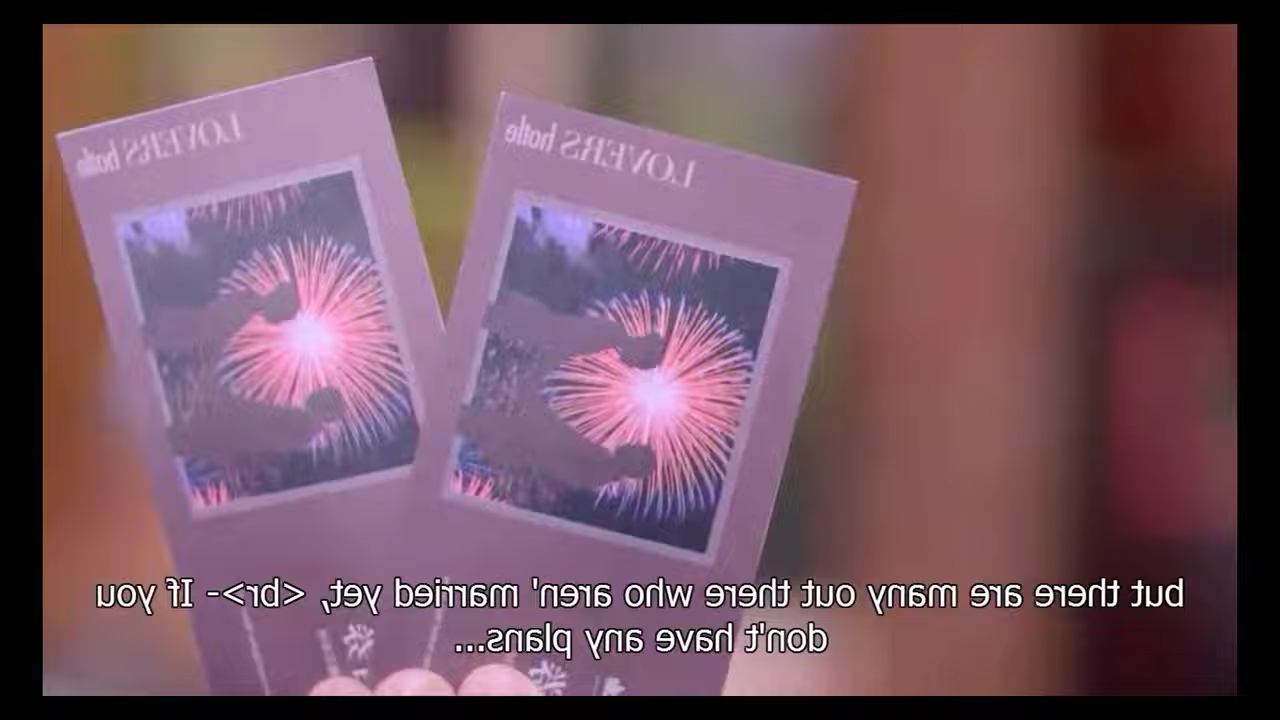 LOVERS hotle
LOVERS hotle
but there are many out there who aren' married yet, <br>- If you
don't have any plans...